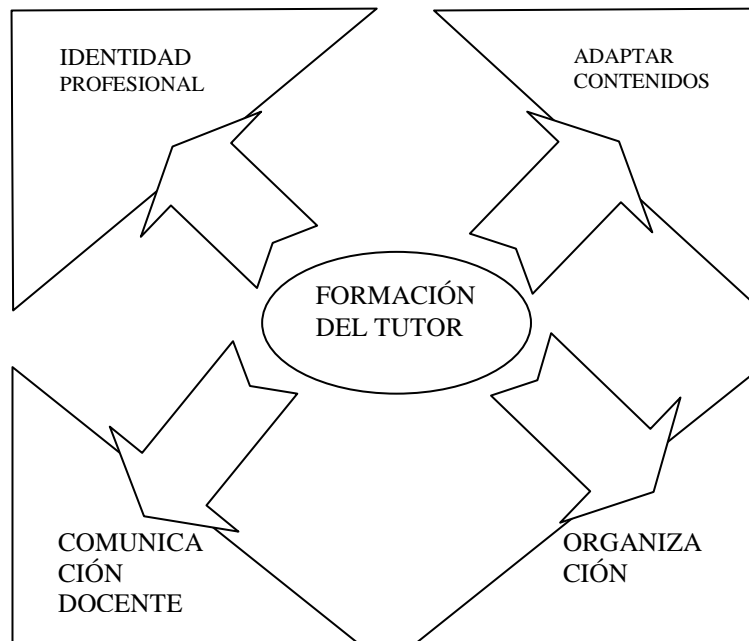 IDENTIDAD
PROFESIONAL
ADAPTAR
CONTENIDOS
FORMACIÓN
DEL TUTOR
COMUNICA
CIÓN
DOCENTE
ORGANIZA
CIÓN